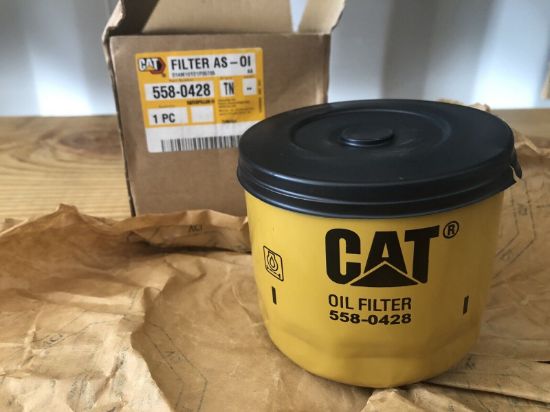 CAT FILTER AS-OI
558-0428 TN
1 PC
CAT®
OIL FILTER
558-0428